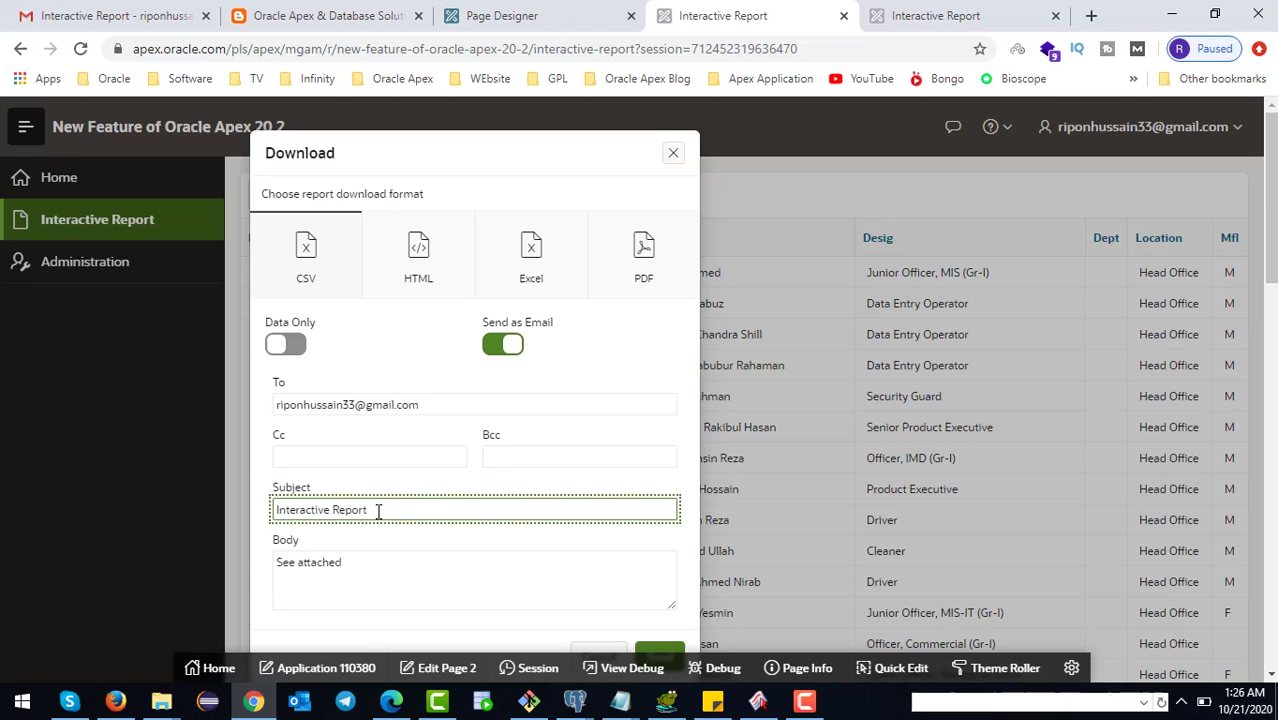 Interactive Report - riponhussa
Oracle Apex & Database Solut
Page Designer
Interactive Report
Interactive Report
apex.oracle.com/pls/apex/mgam/r/new-feature-of-oracle-apex-20-2/interactive-report?session=712452319636470
9
IQ
M
R
Paused
Apps
Oracle
Software
TV
Infinity
Oracle Apex
WEbsite
GPL
Oracle Apex Blog
Apex Application
YouTube
Bongo
Bioscope
»
Other bookmarks
New Feature of Oracle Apex 20.2
riponhussain33@gmail.com
Home
Interactive Report
Administration
Download
Choose report download format
CSV
HTML
Excel
PDF
Data Only
Send as Email
To
riponhussain33@gmail.com
Cc
Bcc
Subject
Interactive Report
Body
See attached
Desig Dept Location Mfl
Junior Officer, MIS (Gr-I) Head Office M
Data Entry Operator Head Office M
Chandra Shill Data Entry Operator Head Office M
Rahaman Data Entry Operator Head Office M
Security Guard Head Office M
Rakibul Hasan Senior Product Executive Head Office M
Reza Officer, IMD (Gr-I) Head Office M
Hossain Product Executive Head Office M
Reza Driver Head Office M
Ullah Cleaner Head Office M
Nirab Driver Head Office M
Junior Officer, MIS-IT (Gr-I) Head Office F
Officer, Commercial (Gr-I) Head Office M
Head Office M
Home
Application 110380
Edit Page 2
Session
View Debug
Debug
Page Info
Quick Edit
Theme Roller
1:26 AM
10/21/2020